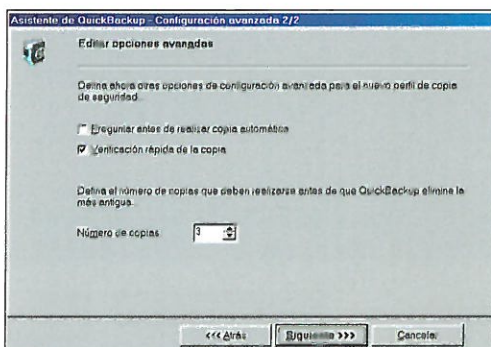 Asistente de QuickBackup - Configuración avanzada 2/2
Editar opciones avanzadas
Defina ahora otras opciones de configuración avanzada para el nuevo perfil de copia
de seguridad.
Preguntar antes de realizar copia automática
Verificación rápida de la copia
Defina el número de copias que deben realizarse antes de que QuickBackup elimine la
más antigua.
Número de copias 3
<<< Atrás Siguiente >>> Cancelar